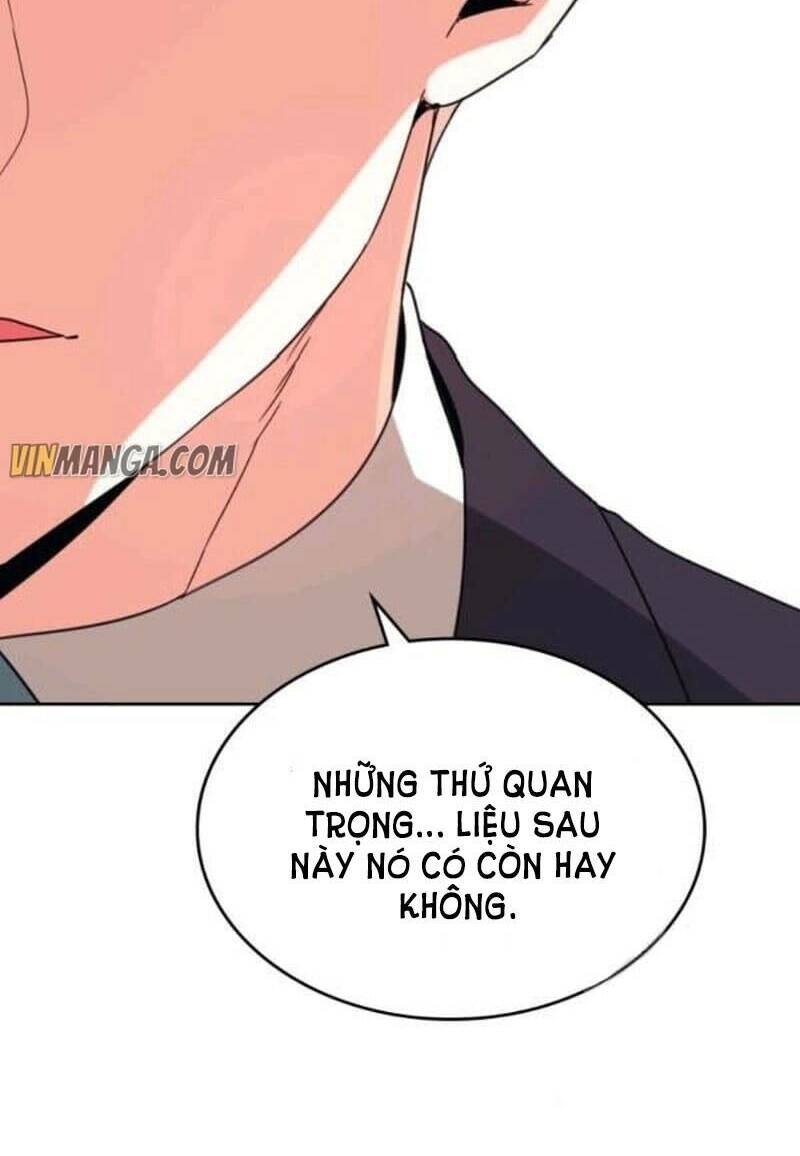 VINMANGA.COM
NHỮNG THỨ QUAN
TRỌNG... LIỆU SAU
NÀY NÓ CÓ CÒN HAY
KHÔNG.